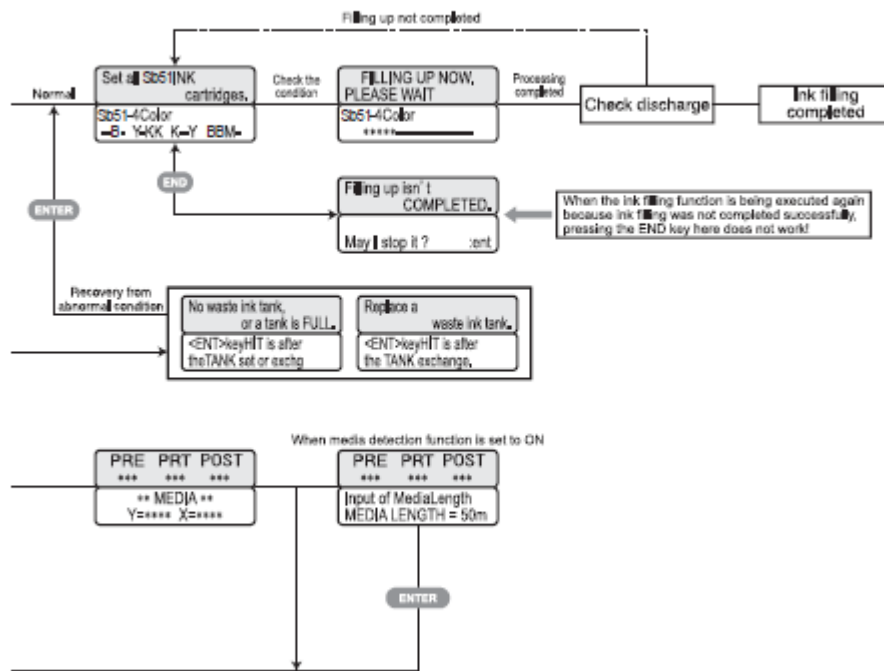 Filling up not completed
Normal
Set all Sb51INK
cartridges.
Sb51-4Color
–B- Y-KK K–Y BBM-
Check the
condition
FILLING UP NOW,
PLEASE WAIT
Sb51-4Color
*****
Processing
completed
Check discharge
Ink filling
completed
END
ENTER
Filling up isn't
COMPLETED.
May I stop it ? :ent
When the ink filling function is being executed again
because ink filling was not completed successfully,
pressing the END key here does not work!
Recovery from
abnormal condition
No waste ink tank,
or a tank is FULL.
<ENT>keyHIT is after
theTANK set or exchg
Replace a
waste ink tank.
<ENT>keyHIT is after
the TANK exchange.
When media detection function is set to ON
PRE PRT POST
*** *** ***
** MEDIA **
Y=**** X=****
PRE PRT POST
*** *** ***
Input of MediaLength
MEDIA LENGTH = 50m
ENTER